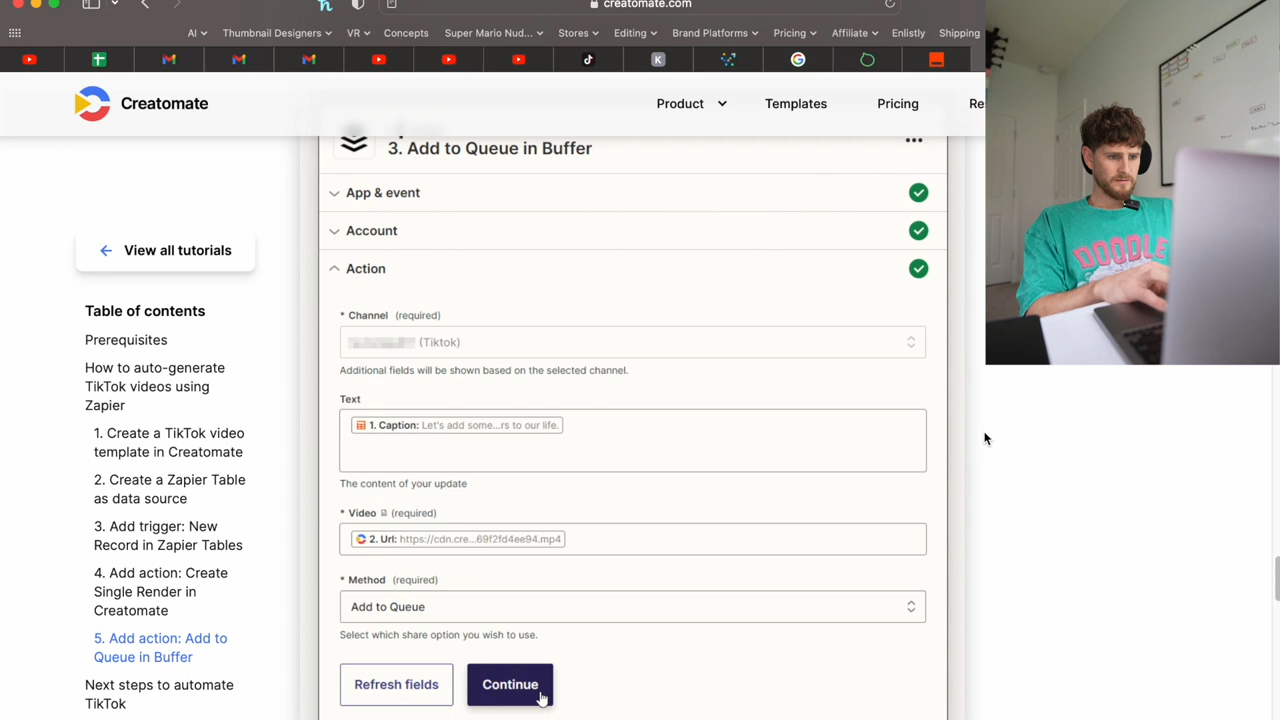 creatomate.com
AI
Thumbnail Designers
VR
Concepts
Super Mario Nud...
Stores
Editing
Brand Platforms
Pricing
Affiliate
Enlistly
Shipping
K
Creatomate
Product
Templates
Pricing
Re
3. Add to Queue in Buffer
App & event
Account
Action
* Channel (required)
(Tiktok)
Additional fields will be shown based on the selected channel.
Text
1. Caption: Let's add some...rs to our life.
The content of your update
* Video (required)
2. Url: https://cdn.cre...69f2fd4ee94.mp4
* Method (required)
Add to Queue
Select which share option you wish to use.
Refresh fields
Continue
View all tutorials
Table of contents
Prerequisites
How to auto-generate
TikTok videos using
Zapier
1. Create a TikTok video
template in Creatomate
2. Create a Zapier Table
as data source
3. Add trigger: New
Record in Zapier Tables
4. Add action: Create
Single Render in
Creatomate
5. Add action: Add to
Queue in Buffer
Next steps to automate
TikTok
DOODLE